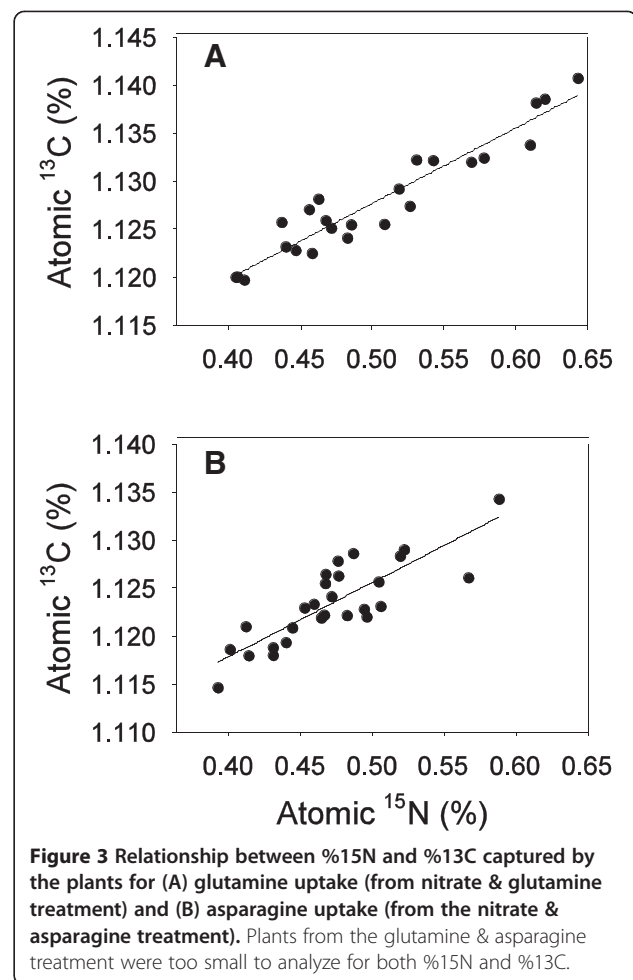 A
Atomic ¹³C (%)
1.145
1.140
1.135
1.130
1.125
1.120
1.115
0.40 0.45 0.50 0.55 0.60 0.65
B
Atomic ¹³C (%)
1.140
1.135
1.130
1.125
1.120
1.115
1.110
0.40 0.45 0.50 0.55 0.60 0.65
Atomic ¹⁵N (%)
Figure 3 Relationship between %15N and %13C captured by
the plants for (A) glutamine uptake (from nitrate & glutamine
treatment) and (B) asparagine uptake (from the nitrate &
asparagine treatment). Plants from the glutamine & asparagine
treatment were too small to analyze for both %15N and %13C.